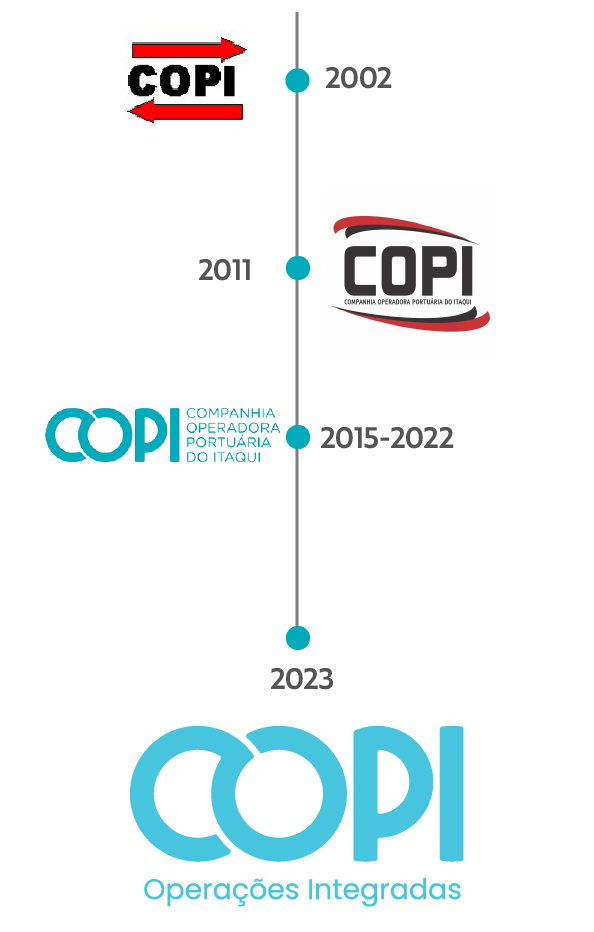 COPI
2002
2011
COPI
COMPANHIA OPERADORA PORTUÁRIA DO ITAQUI
COPI
COMPANHIA
OPERADORA
PORTUÁRIA
DO ITAQUI
2015-2022
2023
COPI
Operações Integradas